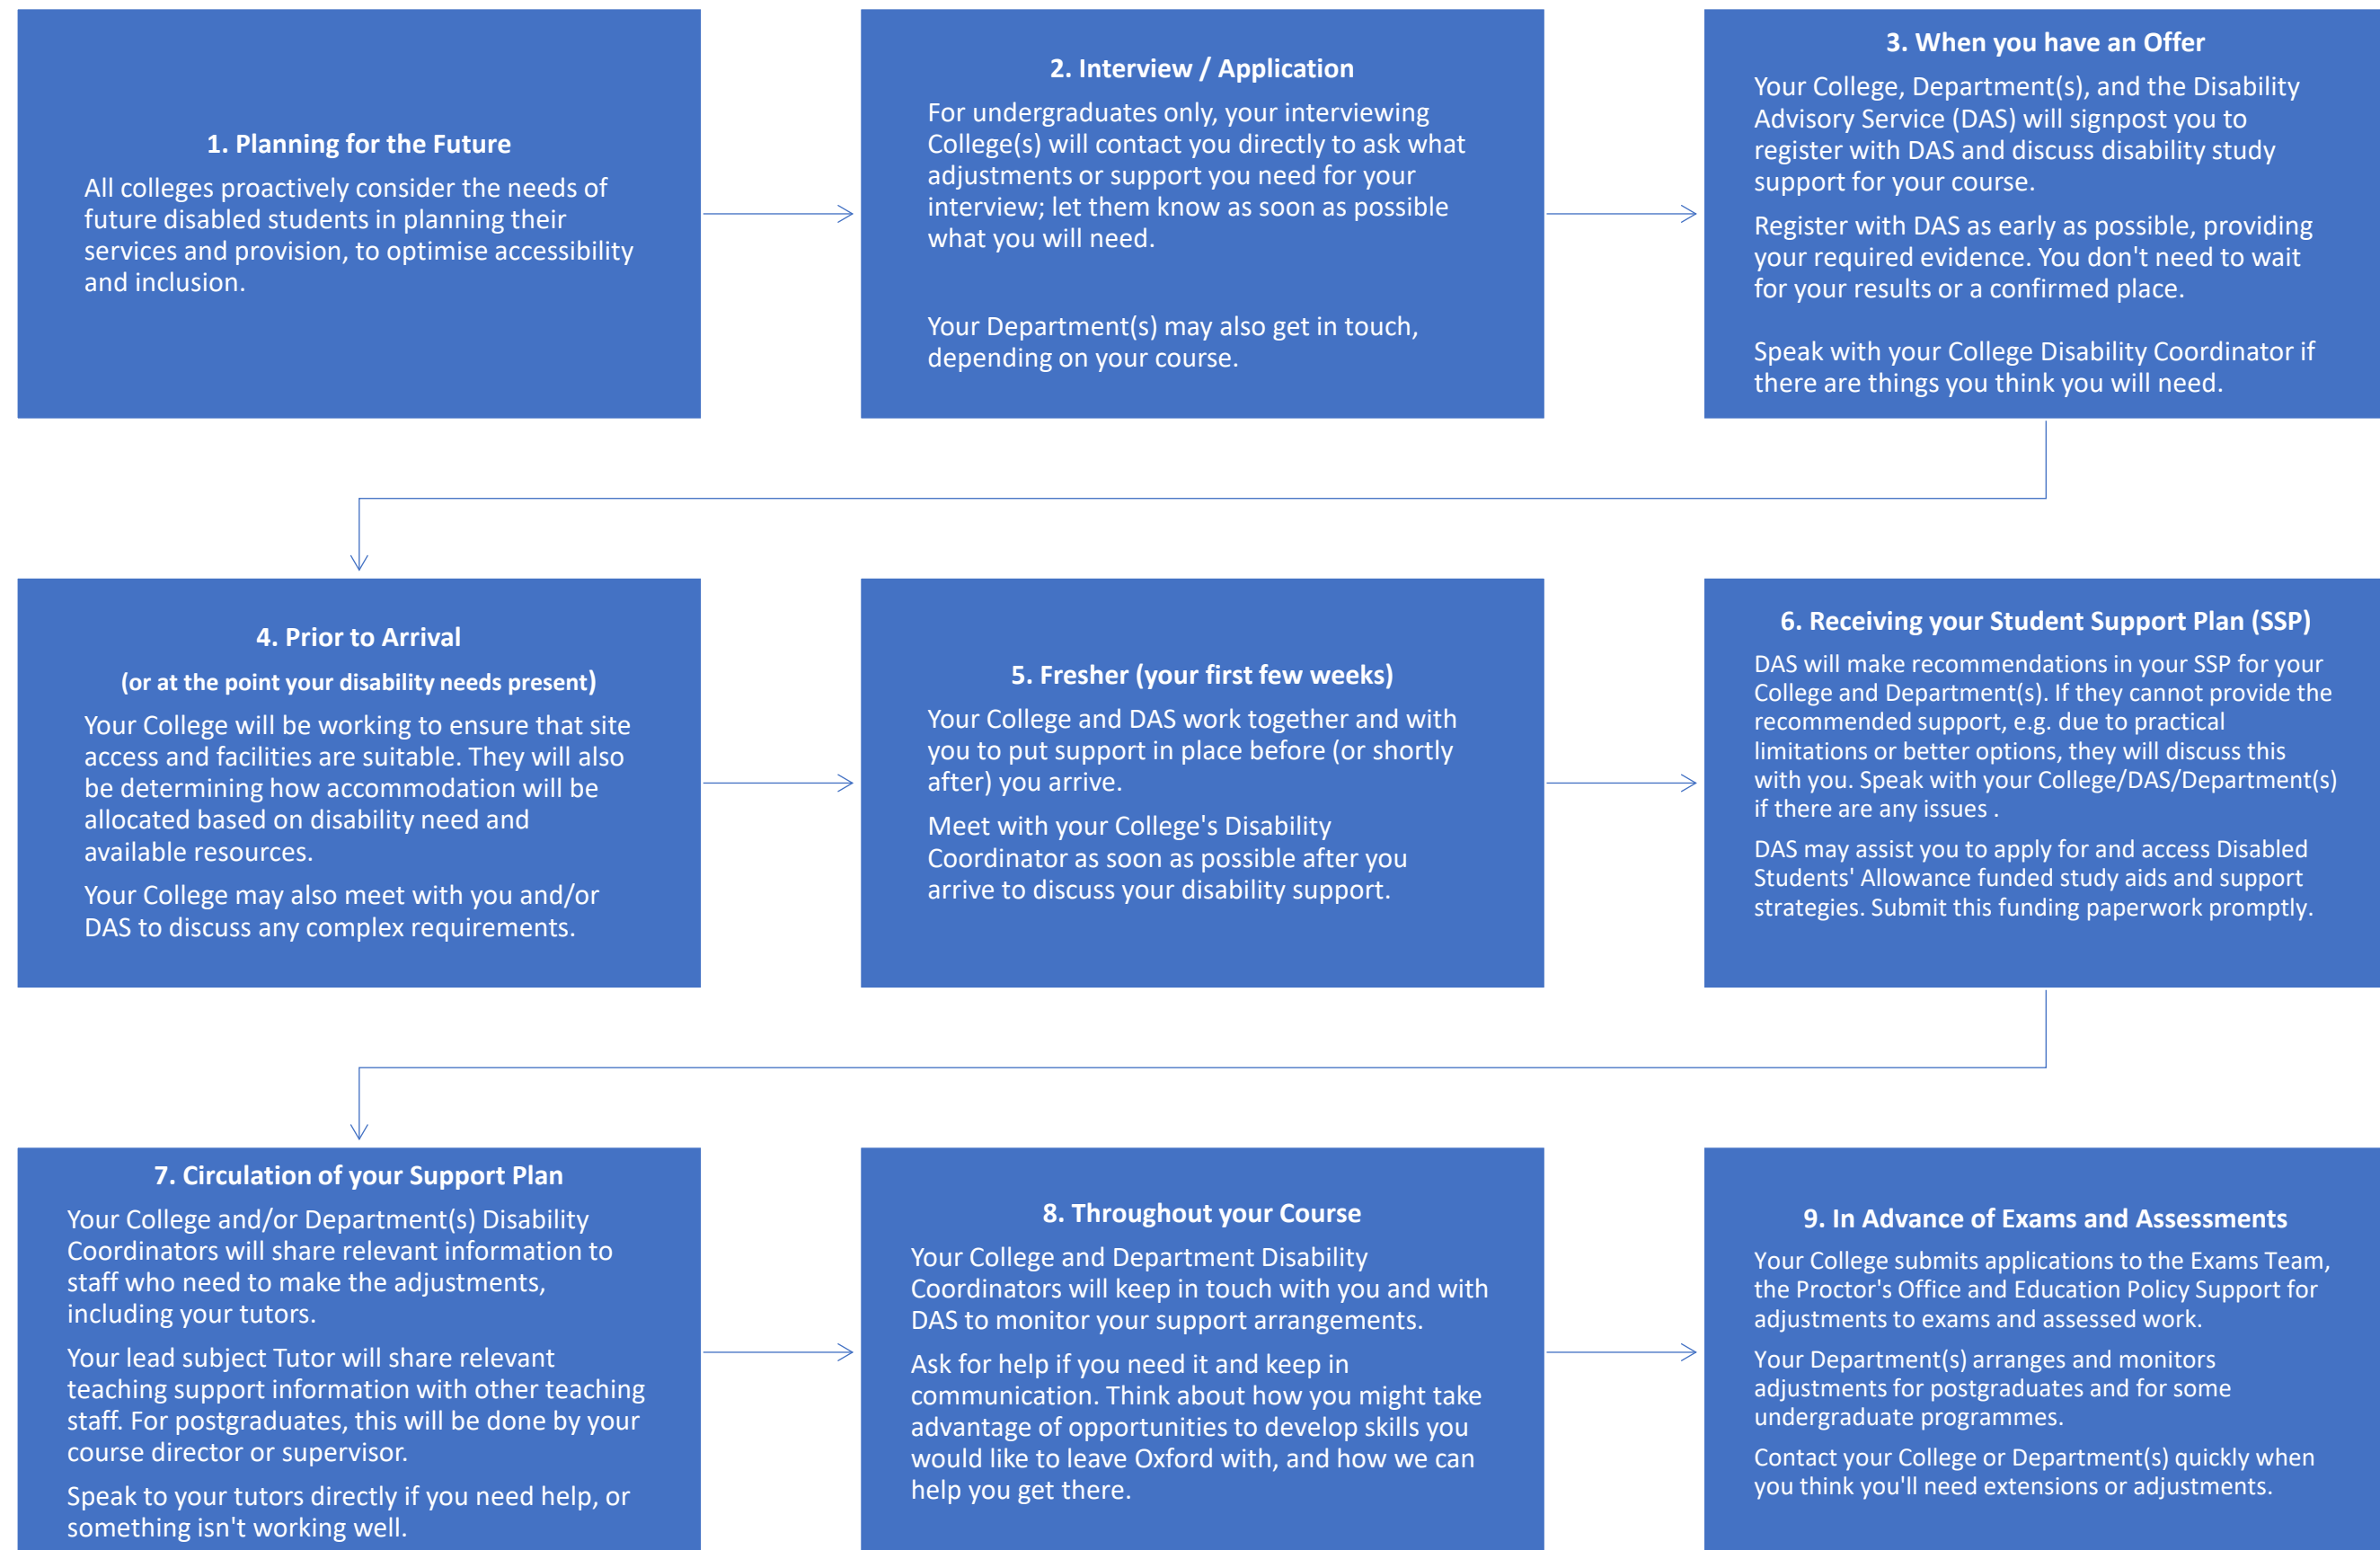 1. Planning for the Future
All colleges proactively consider the needs of
future disabled students in planning their
services and provision, to optimise accessibility
and inclusion.
2. Interview / Application
For undergraduates only, your interviewing
College(s) will contact you directly to ask what
adjustments or support you need for your
interview; let them know as soon as possible
what you will need.
Your Department(s) may also get in touch,
depending on your course.
3. When you have an Offer
Your College, Department(s), and the Disability
Advisory Service (DAS) will signpost you to
register with DAS and discuss disability study
support for your course.
Register with DAS as early as possible, providing
your required evidence. You don't need to wait
for your results or a confirmed place.
Speak with your College Disability Coordinator if
there are things you think you will need.
4. Prior to Arrival
(or at the point your disability needs present)
Your College will be working to ensure that site
access and facilities are suitable. They will also
be determining how accommodation will be
allocated based on disability need and
available resources.
Your College may also meet with you and/or
DAS to discuss any complex requirements.
5. Fresher (your first few weeks)
Your College and DAS work together and with
you to put support in place before (or shortly
after) you arrive.
Meet with your College's Disability
Coordinator as soon as possible after you
arrive to discuss your disability support.
6. Receiving your Student Support Plan (SSP)
DAS will make recommendations in your SSP for your
College and Department(s). If they cannot provide the
recommended support, e.g. due to practical
limitations or better options, they will discuss this
with you. Speak with your College/DAS/Department(s)
if there are any issues .
DAS may assist you to apply for and access Disabled
Students' Allowance funded study aids and support
strategies. Submit this funding paperwork promptly.
7. Circulation of your Support Plan
Your College and/or Department(s) Disability
Coordinators will share relevant information to
staff who need to make the adjustments,
including your tutors.
Your lead subject Tutor will share relevant
teaching support information with other teaching
staff. For postgraduates, this will be done by your
course director or supervisor.
Speak to your tutors directly if you need help, or
something isn't working well.
8. Throughout your Course
Your College and Department Disability
Coordinators will keep in touch with you and with
DAS to monitor your support arrangements.
Ask for help if you need it and keep in
communication. Think about how you might take
advantage of opportunities to develop skills you
would like to leave Oxford with, and how we can
help you get there.
9. In Advance of Exams and Assessments
Your College submits applications to the Exams Team,
the Proctor's Office and Education Policy Support for
adjustments to exams and assessed work.
Your Department(s) arranges and monitors
adjustments for postgraduates and for some
undergraduate programmes.
Contact your College or Department(s) quickly when
you think you'll need extensions or adjustments.